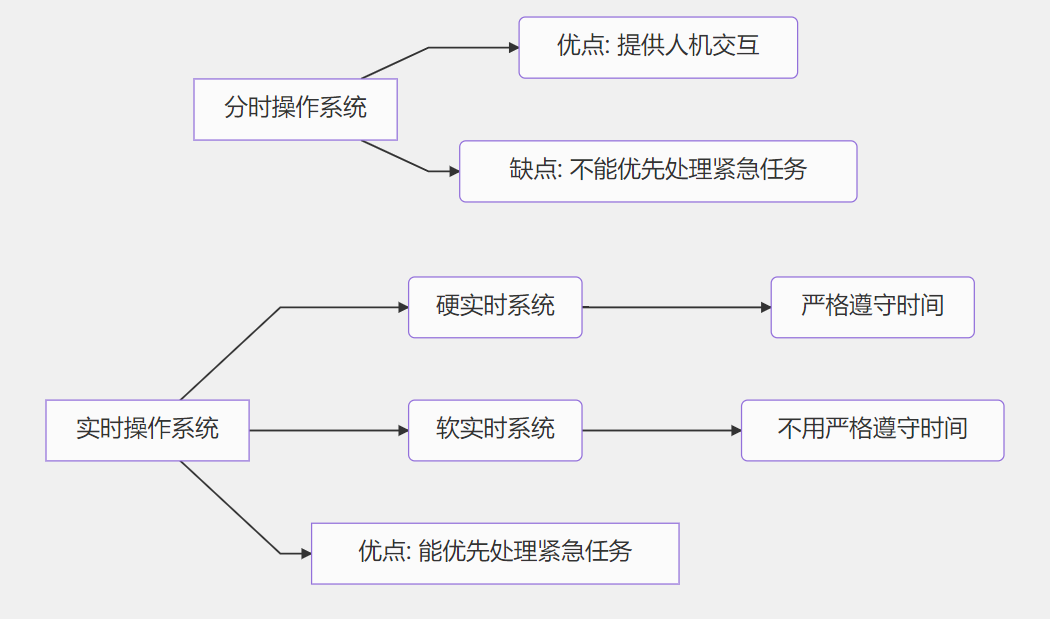 优点: 提供人机交互
分时操作系统
缺点: 不能优先处理紧急任务
硬实时系统
严格遵守时间
实时操作系统
软实时系统
不用严格遵守时间
优点: 能优先处理紧急任务